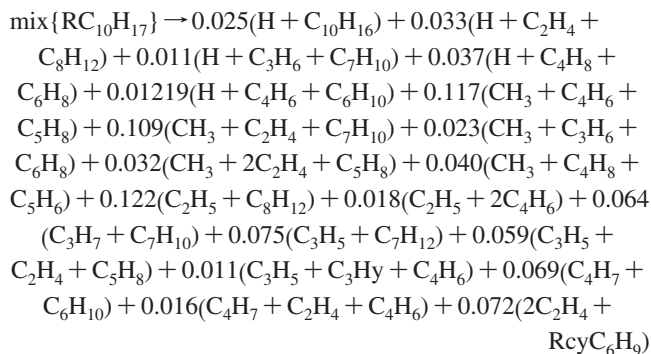 mix{RC₁₀H₁₇} → 0.025(H + C₁₀H₁₆) + 0.033(H + C₂H₄ +
C₈H₁₂) + 0.011(H + C₃H₆ + C₇H₁₀) + 0.037(H + C₄H₈ +
C₆H₈) + 0.01219(H + C₄H₆ + C₆H₁₀) + 0.117(CH₃ + C₄H₆ +
C₅H₈) + 0.109(CH₃ + C₂H₄ + C₇H₁₀) + 0.023(CH₃ + C₃H₆ +
C₆H₈) + 0.032(CH₃ + 2C₂H₄ + C₅H₈) + 0.040(CH₃ + C₄H₈ +
C₅H₆) + 0.122(C₂H₅ + C₈H₁₂) + 0.018(C₂H₅ + 2C₄H₆) + 0.064
(C₃H₇ + C₇H₁₀) + 0.075(C₃H₅ + C₇H₁₂) + 0.059(C₃H₅ +
C₂H₄ + C₅H₈) + 0.011(C₃H₅ + C₃Hy + C₄H₆) + 0.069(C₄H₇ +
C₆H₁₀) + 0.016(C₄H₇ + C₂H₄ + C₄H₆) + 0.072(2C₂H₄ +
RcyC₆H₉)